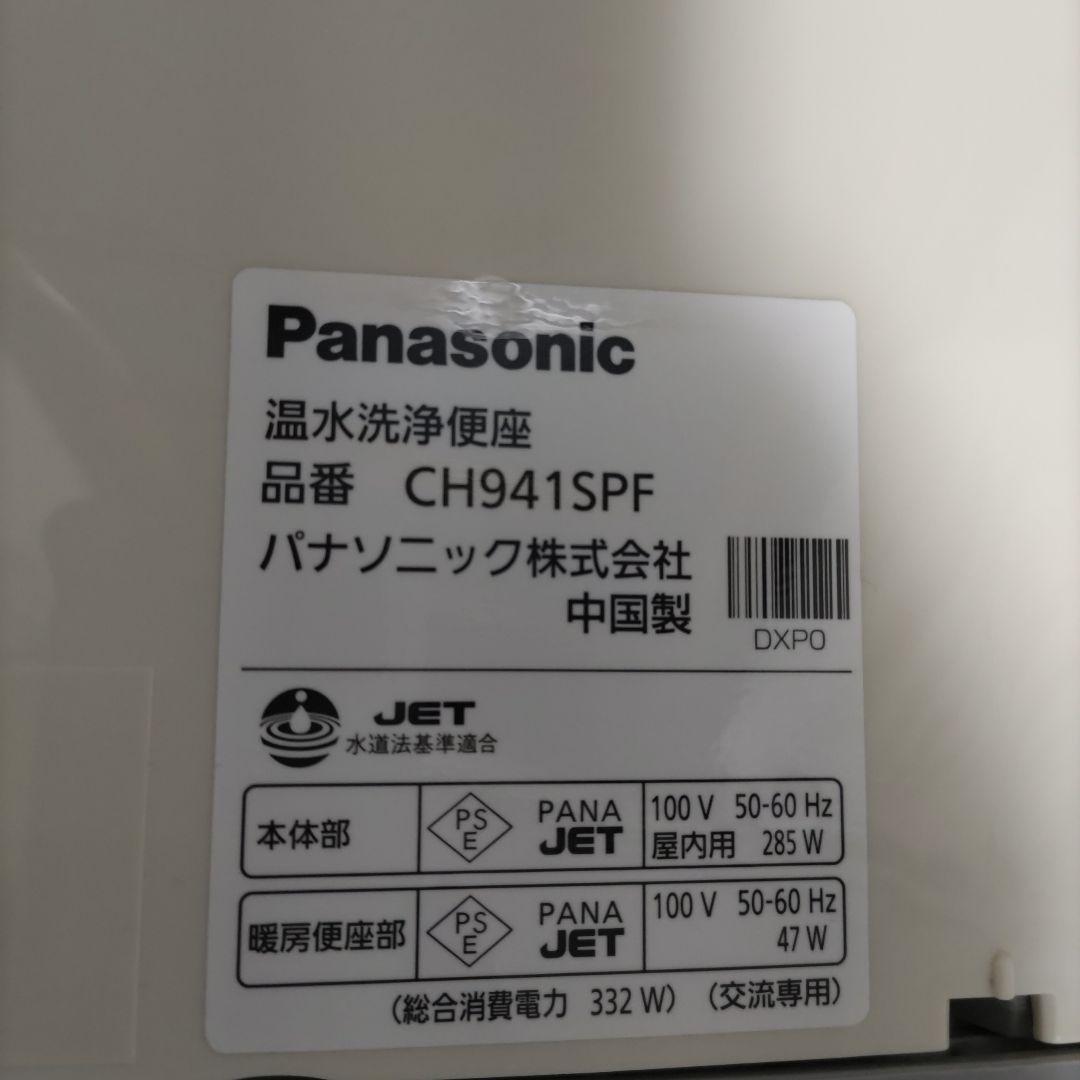 Panasonic
温水洗浄便座
品番 CH941SPF
パナソニック株式会社
中国製
DXP0
JET
水道法基準適合
本体部 PSE PANA JET 100 V 50-60 Hz
屋内用 285 W
暖房便座部 PSE PANA JET 100 V 50-60 Hz
47 W
(総合消費電力 332 W) (交流専用)